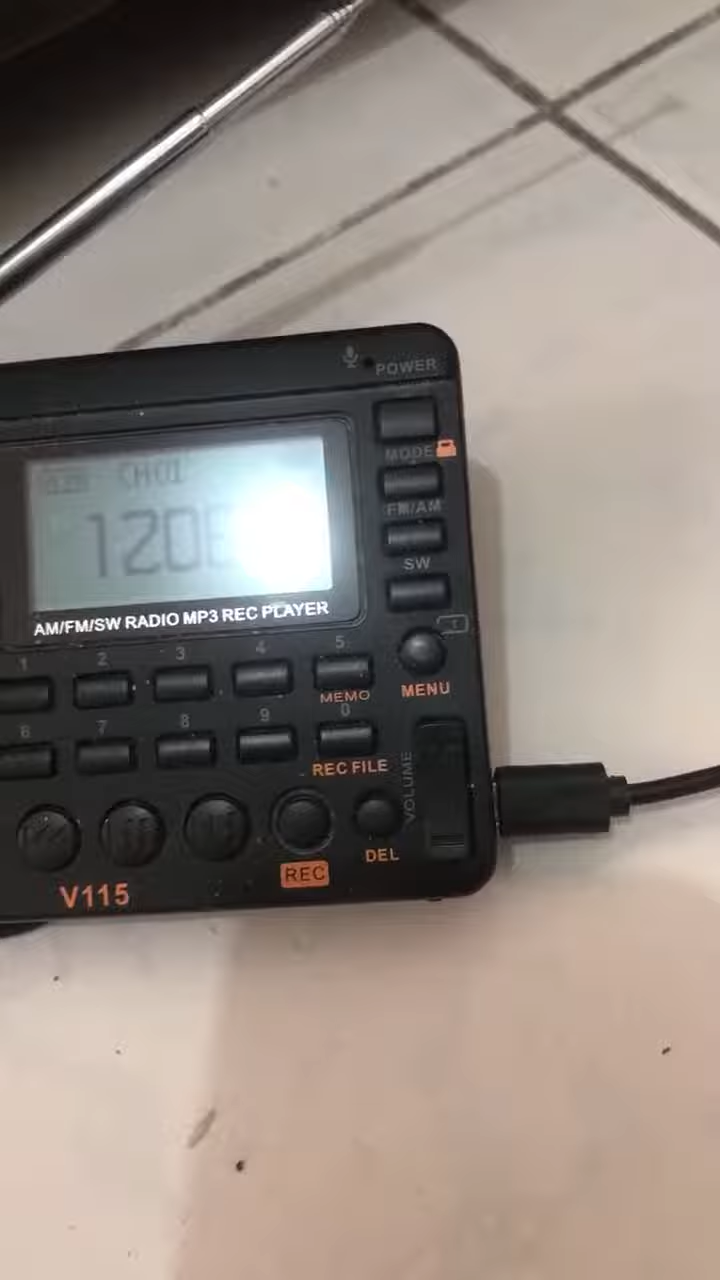 POWER
MODE
CH01
FM/AM
SW
AM/FM/SW RADIO MP3 REC PLAYER
1 2 3 4 5
MEMO
MENU
6 7 8 9 0
REC FILE
VOLUME
DEL
REC
V115